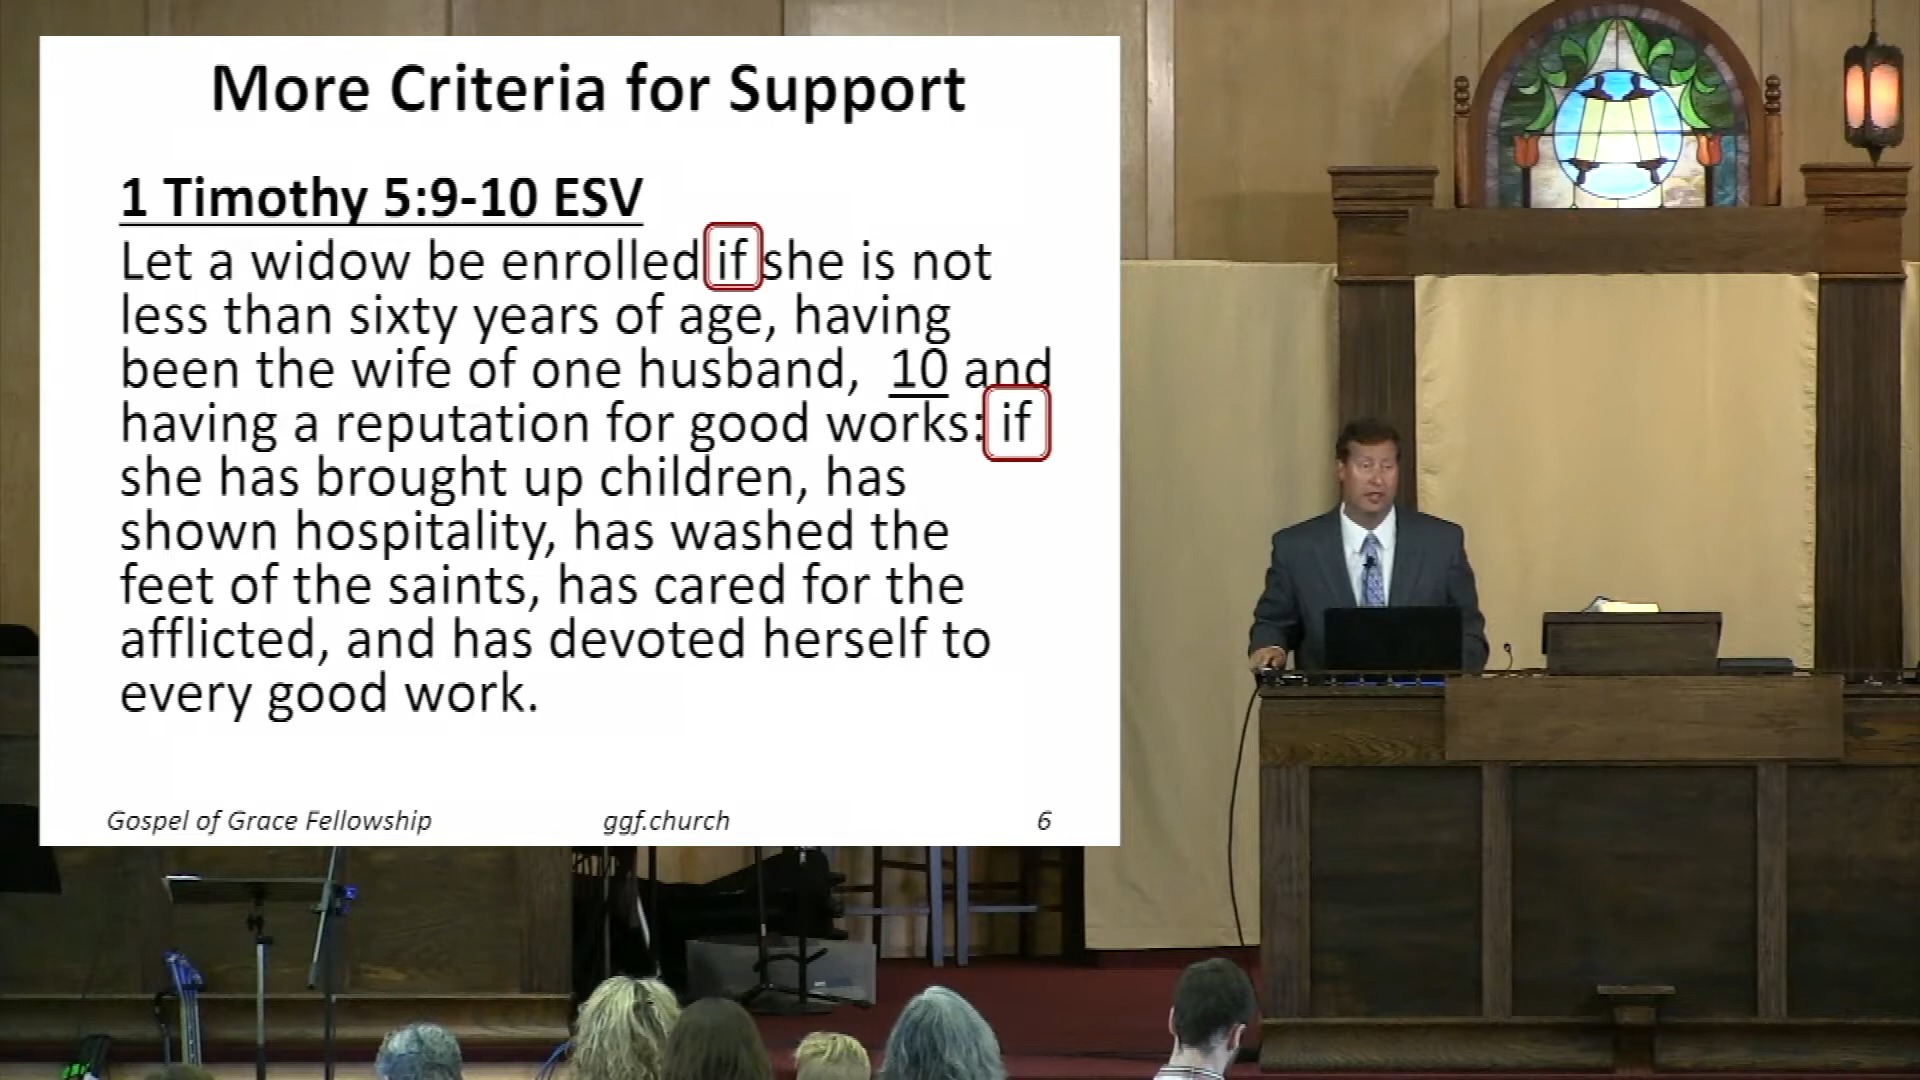 More Criteria for Support
1 Timothy 5:9-10 ESV
Let a widow be enrolled if she is not
less than sixty years of age, having
been the wife of one husband, 10 and
having a reputation for good works: if
she has brought up children, has
shown hospitality, has washed the
feet of the saints, has cared for the
afflicted, and has devoted herself to
every good work.
Gospel of Grace Fellowship ggf.church 6